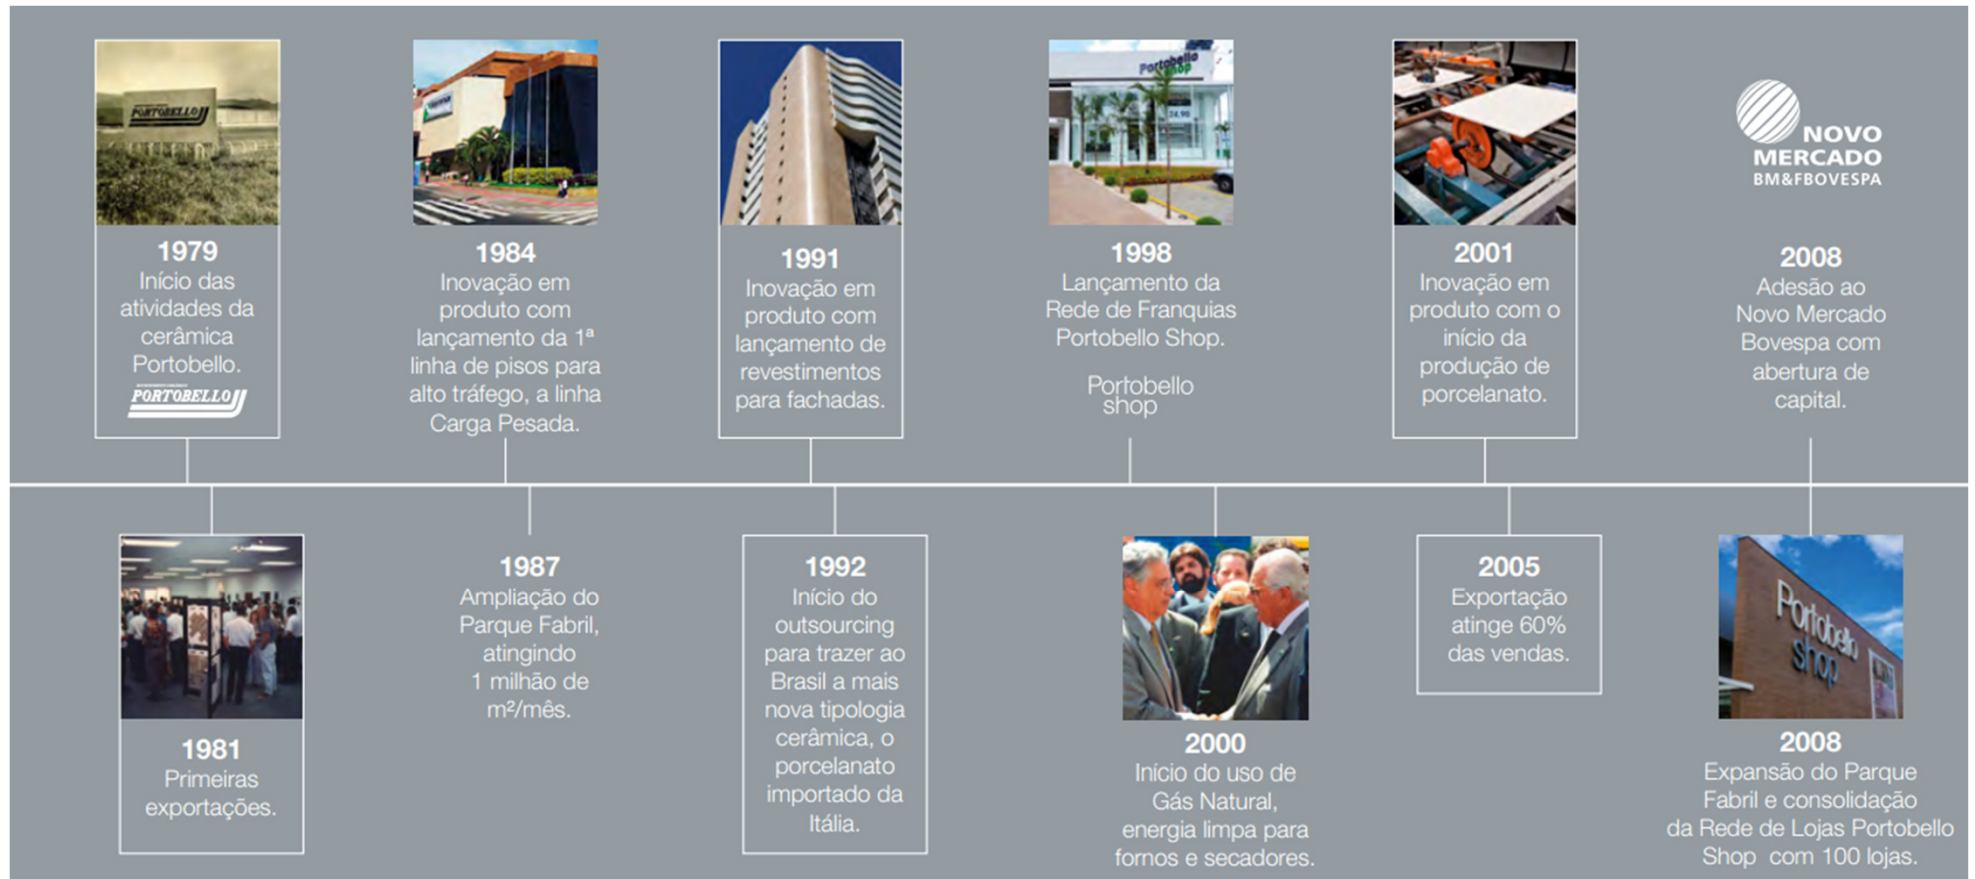 PORTOBELLO
1979
Início das
atividades da
cerâmica
Portobello.
PORTOBELLO
1984
Inovação em
produto com
lançamento da 1ª
linha de pisos para
alto tráfego, a linha
Carga Pesada.
1991
Inovação em
produto com
lançamento de
revestimentos
para fachadas.
Portobello
shop
1998
Lançamento da
Rede de Franquias
Portobello Shop.
Portobello
shop
2001
Inovação em
produto com o
início da
produção de
porcelanato.
NOVO
MERCADO
BM&FBOVESPA
2008
Adesão ao
Novo Mercado
Bovespa com
abertura de
capital.
1981
Primeiras
exportações.
1987
Ampliação do
Parque Fabril,
atingindo
1 milhão de
m²/mês.
1992
Início do
outsourcing
para trazer ao
Brasil a mais
nova tipologia
cerâmica, o
porcelanato
importado da
Itália.
2000
Início do uso de
Gás Natural,
energia limpa para
fornos e secadores.
2005
Exportação
atinge 60%
das vendas.
Portobello
shop
2008
Expansão do Parque
Fabril e consolidação
da Rede de Lojas Portobello
Shop com 100 lojas.